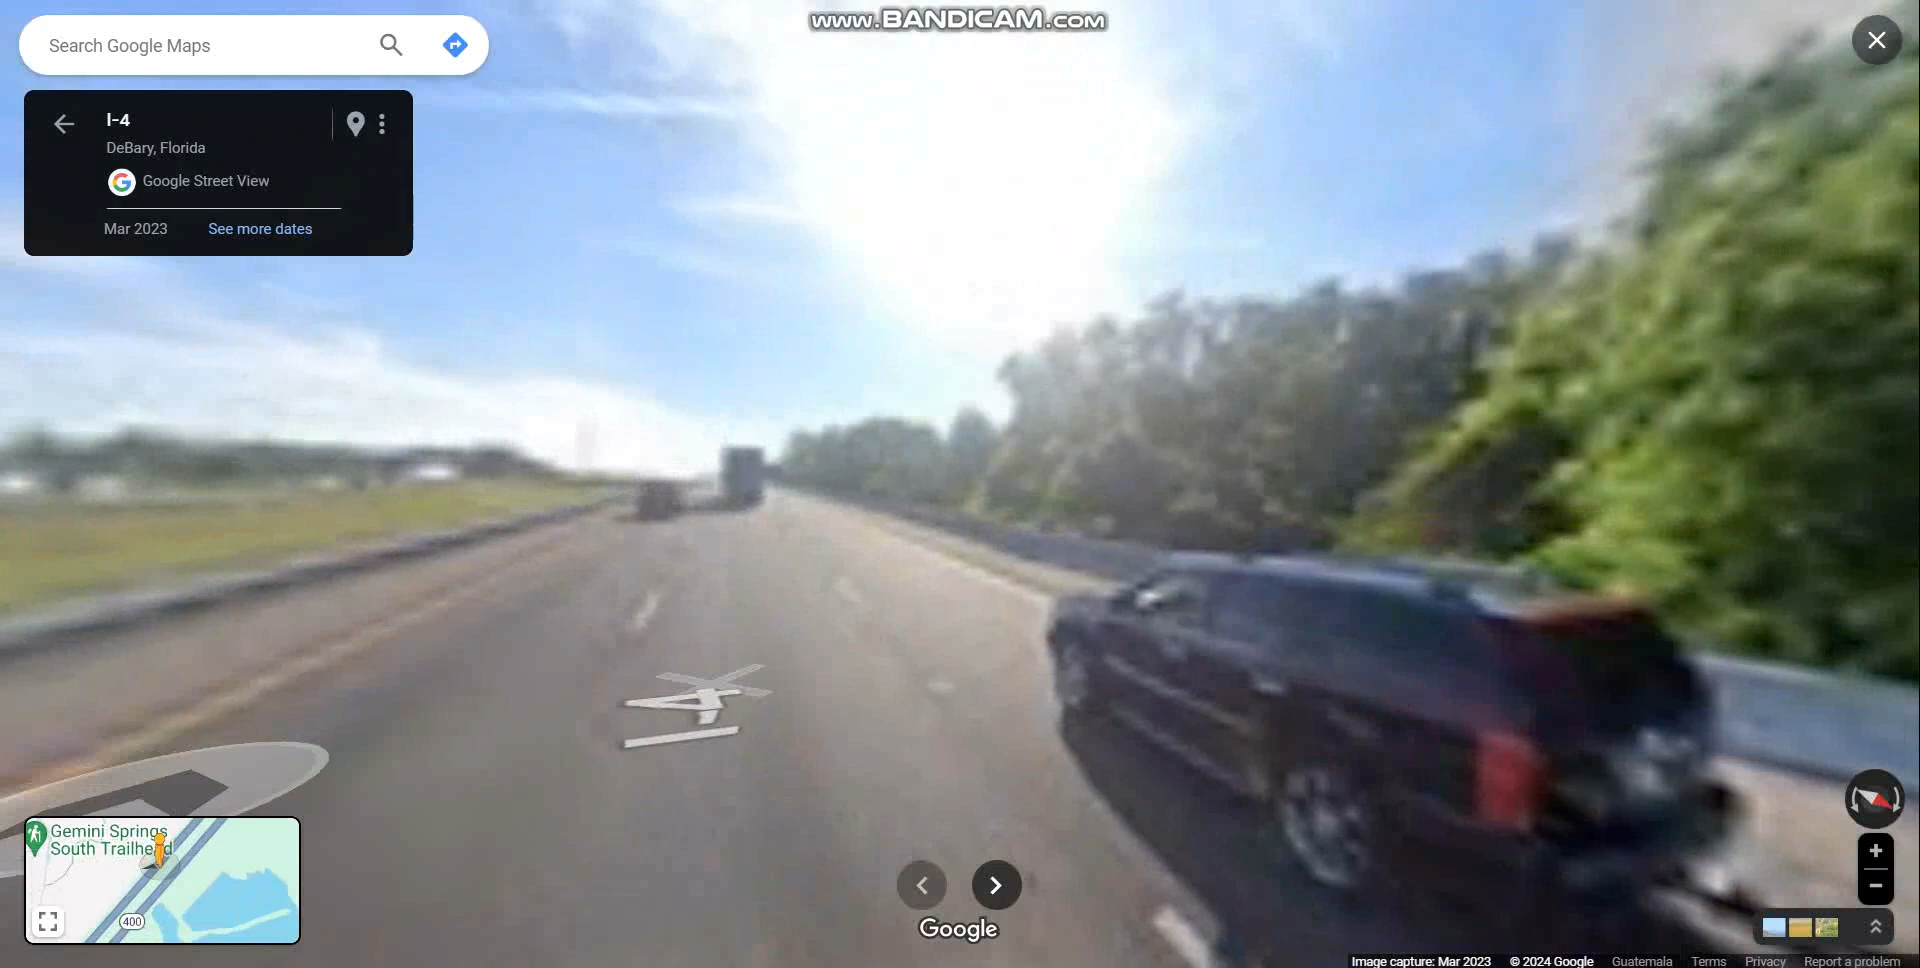 www.BANDICAM.com
Search Google Maps
I-4
DeBary, Florida
Google Street View
Mar 2023
See more dates
I 4
Gemini Springs
South Trailhead
400
Google
Image capture: Mar 2023
© 2024 Google
Guatemala
Terms
Privacy
Report a problem